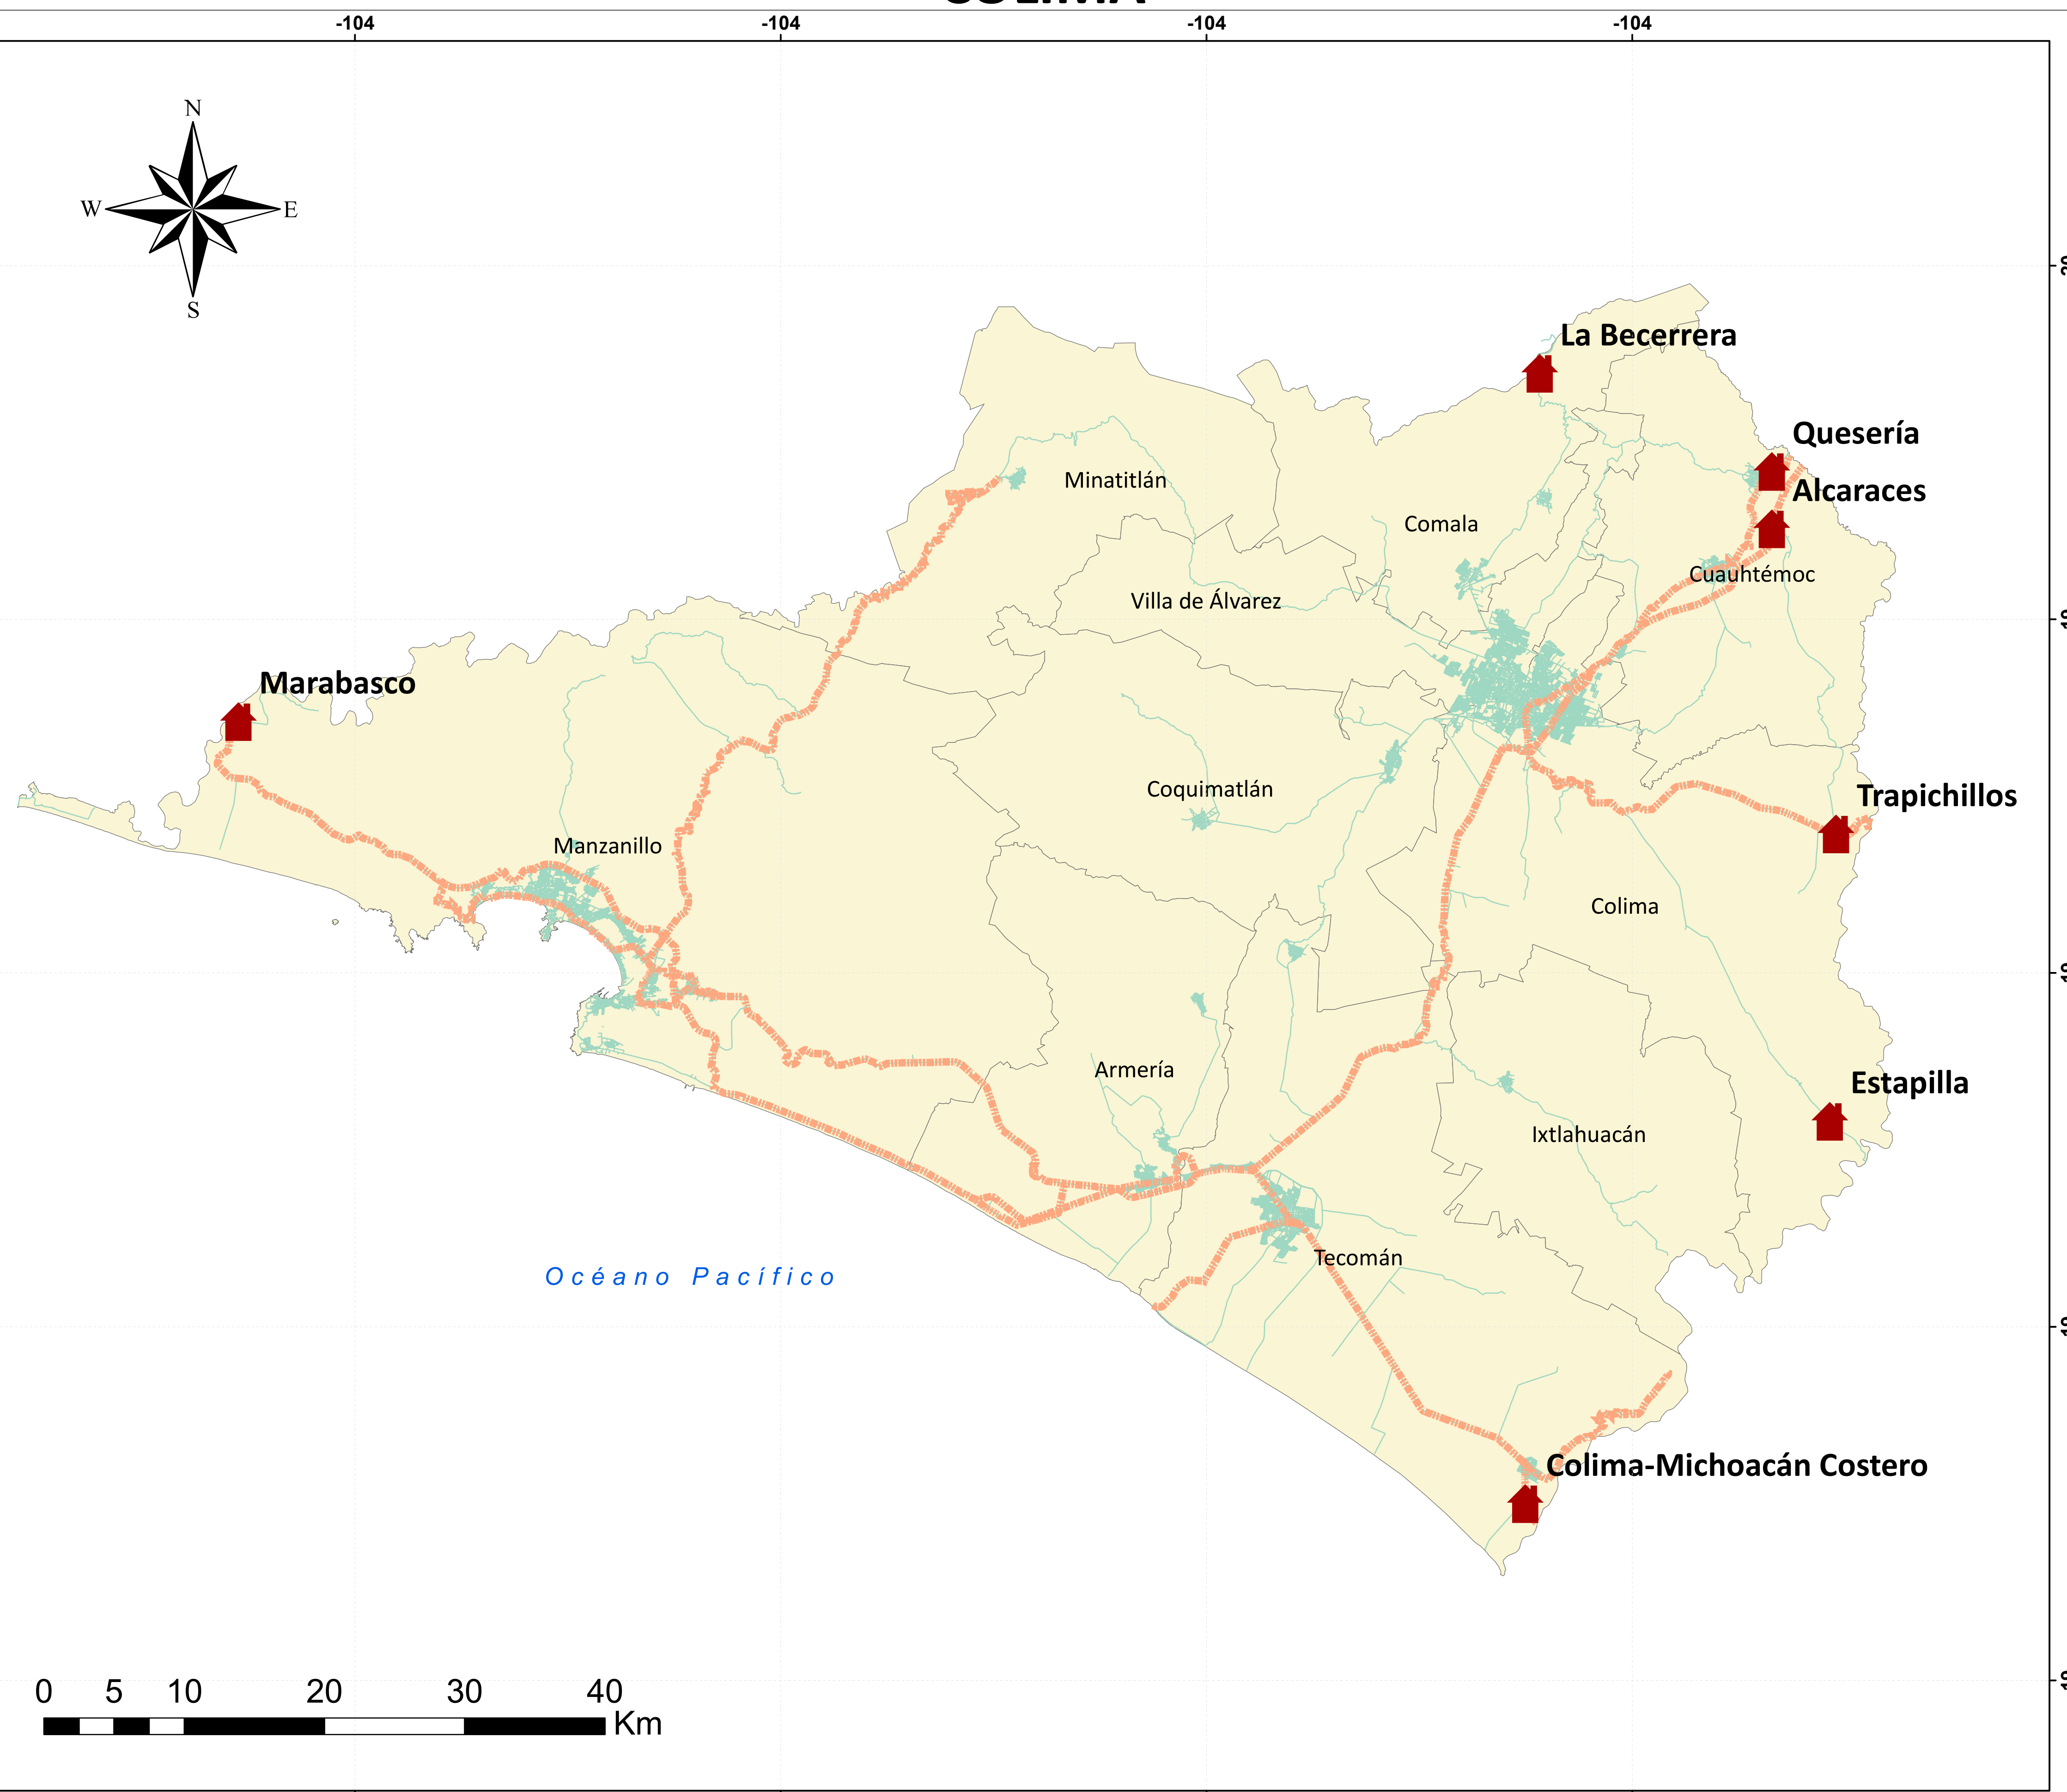 COLIMA
-104 -104 -104 -104
N
W E
S
La Becerrera
Quesería
Alcaraces
Minatitlán
Comala
Cuauhtémoc
Villa de Álvarez
Marabasco
Coquimatlán
Trapichillos
Manzanillo
Colima
Armería
Estapilla
Ixtlahuacán
Tecomán
Océano Pacífico
Colima-Michoacán Costero
0 5 10 20 30 40
Km